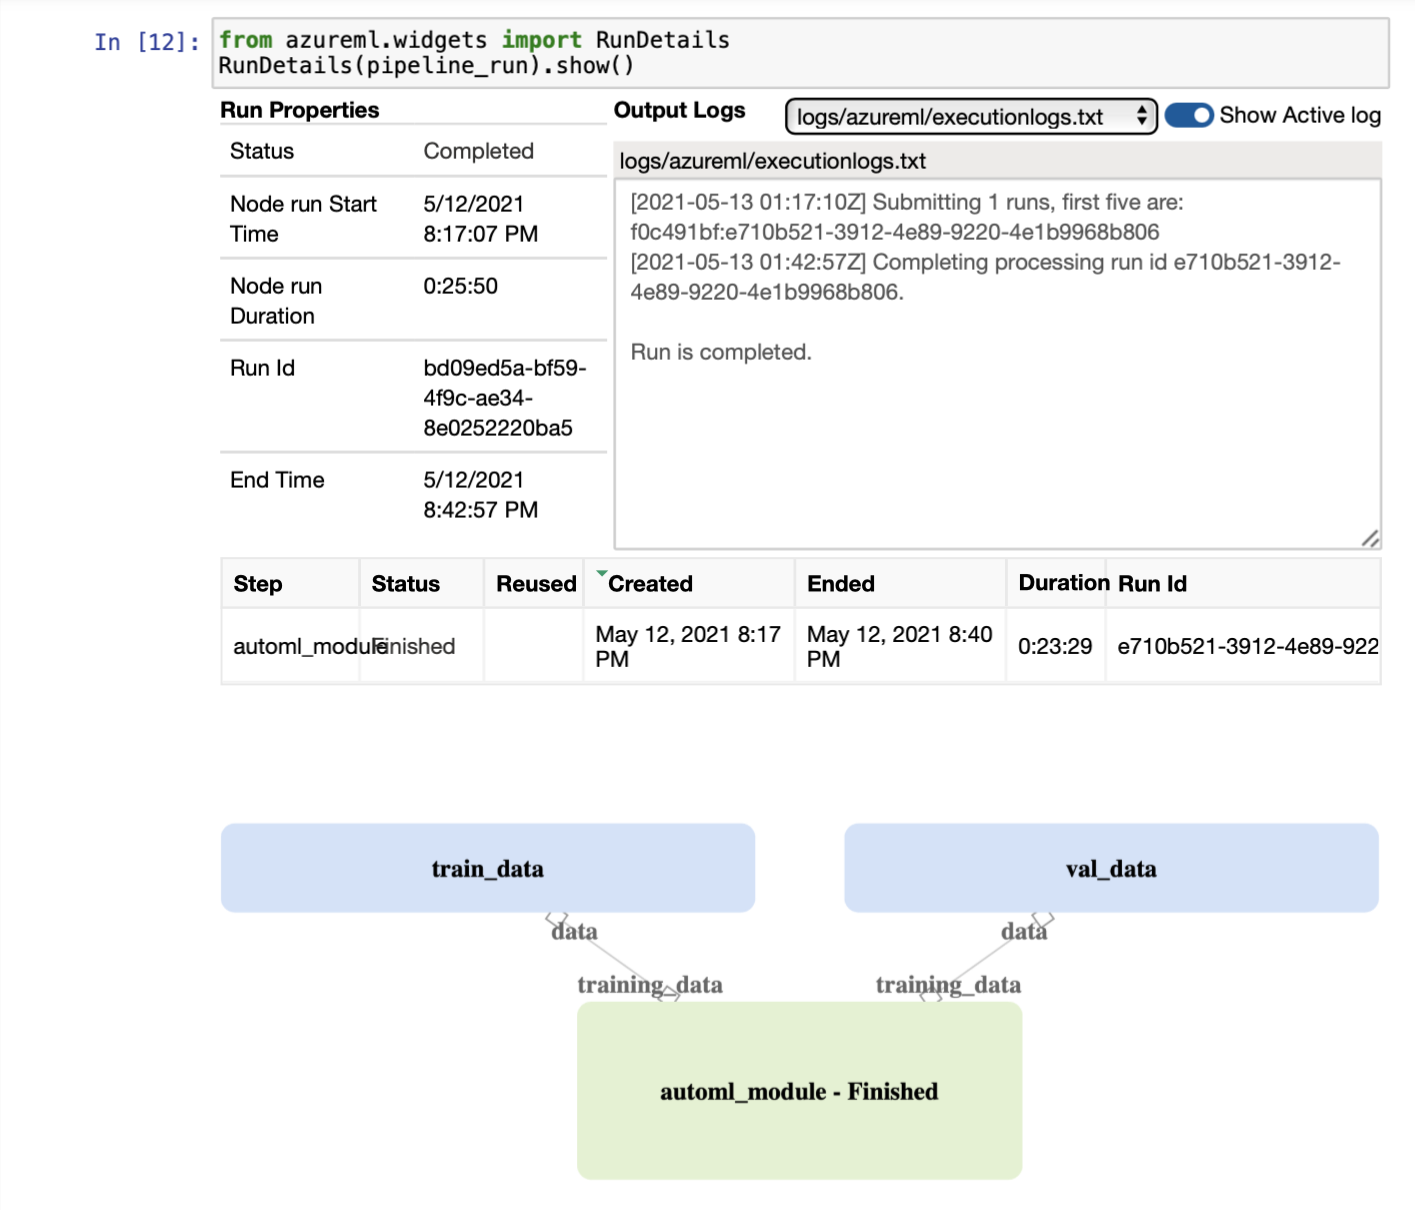 In [12]:
from azureml.widgets import RunDetails
RunDetails(pipeline_run).show()
Run Properties
Status Completed
Node run Start Time 5/12/2021 8:17:07 PM
Node run Duration 0:25:50
Run Id bd09ed5a-bf59-
4f9c-ae34-
8e0252220ba5
End Time 5/12/2021
8:42:57 PM
Output Logs
logs/azureml/executionlogs.txt
Show Active log
logs/azureml/executionlogs.txt
[2021-05-13 01:17:10Z] Submitting 1 runs, first five are:
f0c491bf:e710b521-3912-4e89-9220-4e1b9968b806
[2021-05-13 01:42:57Z] Completing processing run id e710b521-3912-
4e89-9220-4e1b9968b806.
Run is completed.
Step Status Reused Created Ended Duration Run Id
automl_module Finished May 12, 2021 8:17 PM May 12, 2021 8:40 PM 0:23:29 e710b521-3912-4e89-922
train_data
val_data
data
data
training_data
training_data
automl_module - Finished